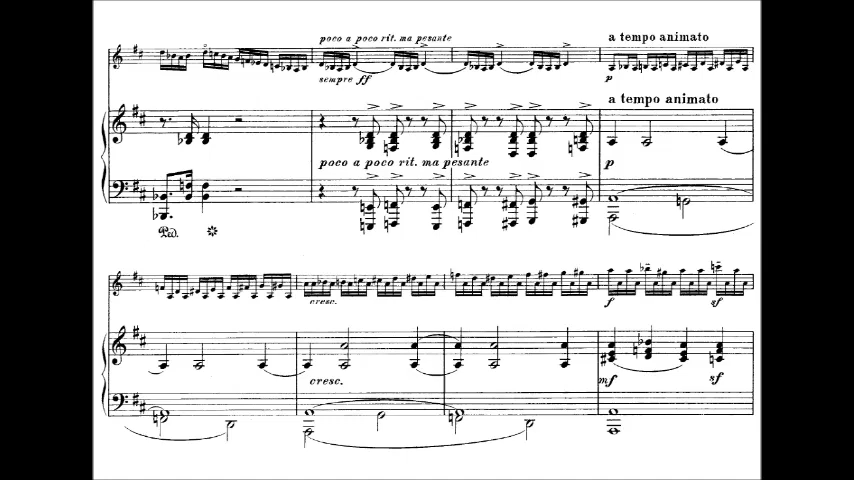 poco a poco rit. ma pesante
sempre ff
a tempo animato
p
a tempo animato
poco a poco rit. ma pesante
p
Ped.
cresc.
f sf
cresc.
mf sf